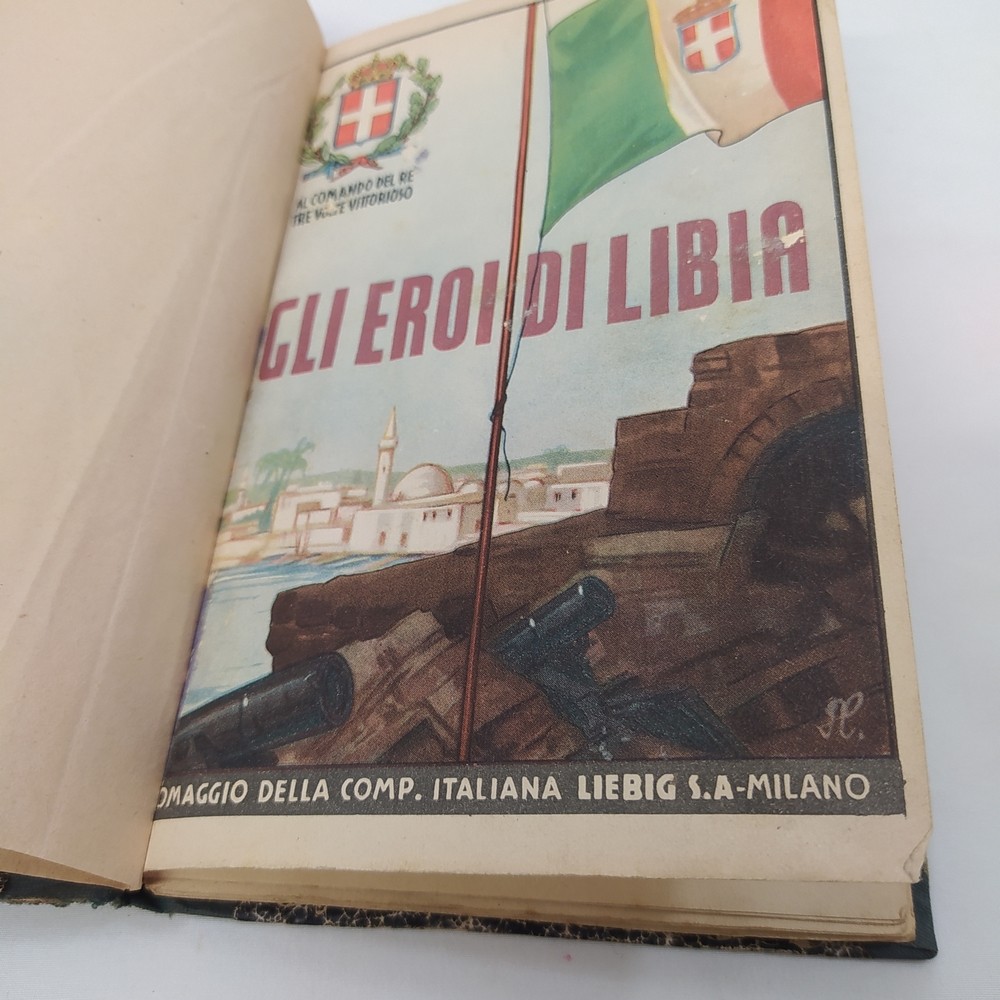 AL COMANDO DEL RE
TRE VOLTE VITTORIOSO
GLI EROI DI LIBIA
OMAGGIO DELLA COMP. ITALIANA LIEBIG S.A-MILANO